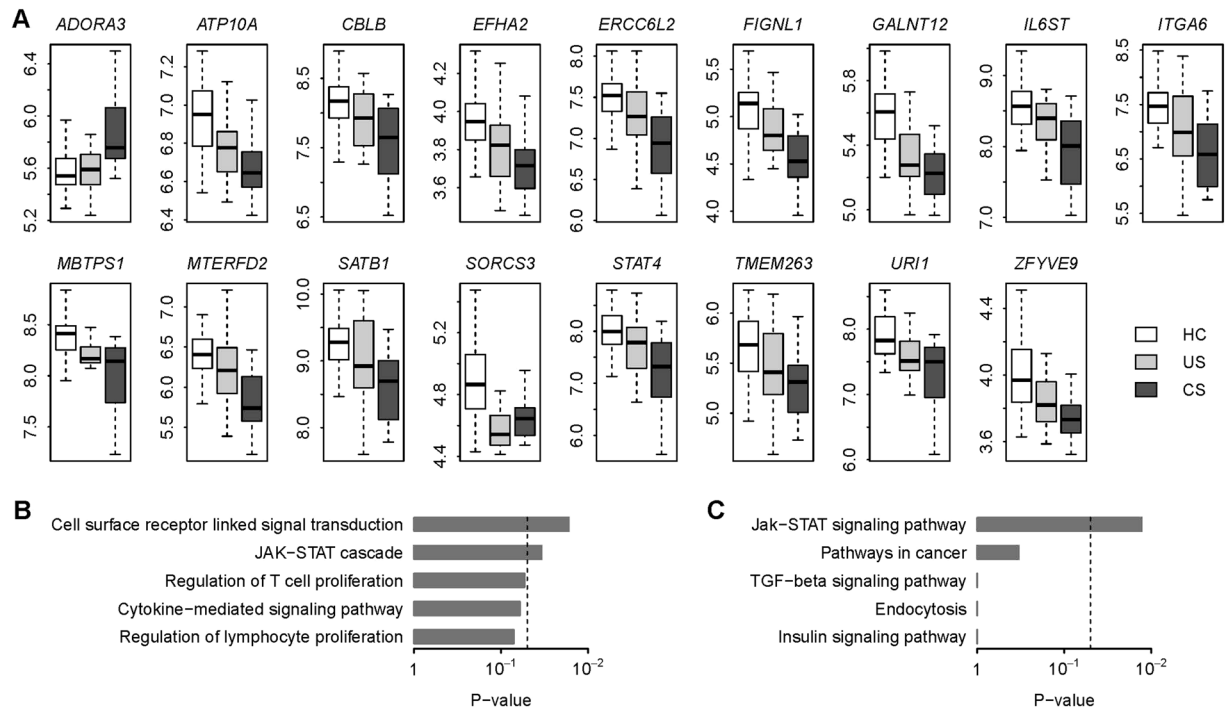 A
ADORA3 ATP10A CBLB EFHA2 ERCC6L2 FIGNL1 GALNT12 IL6ST ITGA6
5.2 5.6 6.0 6.4
6.4 6.6 6.8 7.0 7.2
6.5 7.5 8.5
3.6 3.8 4.0 4.2
6.0 6.5 7.0 7.5 8.0
4.0 4.5 5.0 5.5
5.0 5.4 5.8
7.0 8.0 9.0
5.5 6.5 7.5 8.5
MBTPS1 MTERFD2 SATB1 SORCS3 STAT4 TMEM263 URI1 ZFYVE9
7.5 8.0 8.5
5.5 6.0 6.5 7.0
8.0 9.0 10.0
4.4 4.8 5.2
6.0 7.0 8.0
5.0 5.5 6.0
6.0 7.0 8.0
3.6 4.0 4.4
HC
US
CS
B
Cell surface receptor linked signal transduction
JAK−STAT cascade
Regulation of T cell proliferation
Cytokine−mediated signaling pathway
Regulation of lymphocyte proliferation
1 10⁻¹ 10⁻²
P−value
C
Jak−STAT signaling pathway
Pathways in cancer
TGF−beta signaling pathway
Endocytosis
Insulin signaling pathway
1 10⁻¹ 10⁻²
P−value